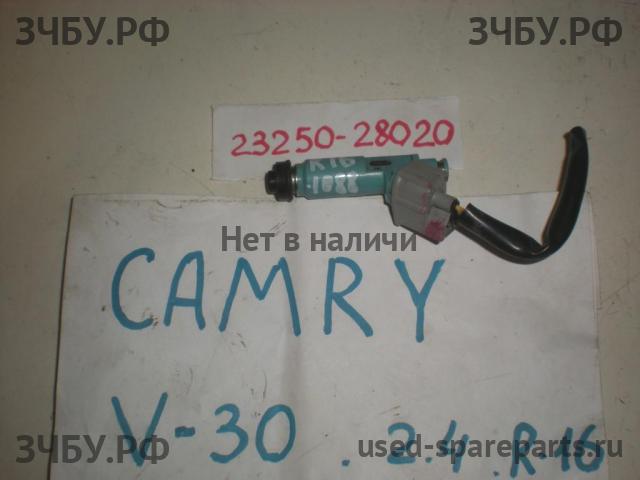 ЗЧБУ.РФ ЗЧБУ.РФ
23250-28020
R16
1088
Нет в наличи
CAMRY
V-30 . 2.4 . R-16
ЗЧБУ.РФ used-spareparts.ru